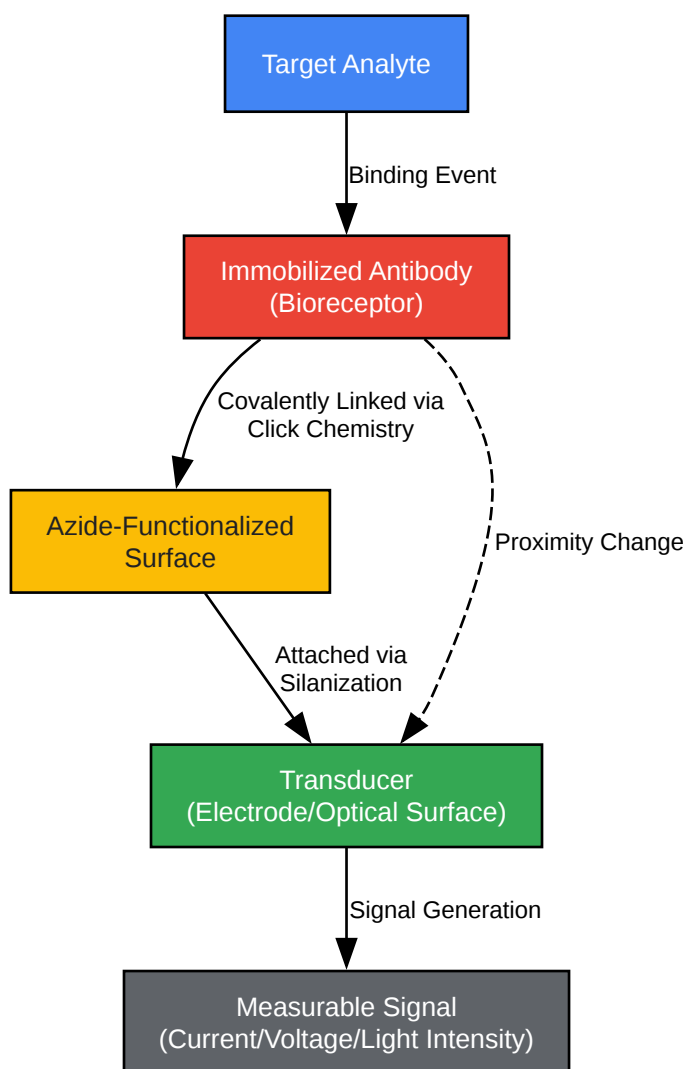 Target Analyte
Binding Event
Immobilized Antibody
(Bioreceptor)
Covalently Linked via
Click Chemistry
Azide-Functionalized
Surface
Proximity Change
Attached via
Silanization
Transducer
(Electrode/Optical Surface)
Signal Generation
Measurable Signal
(Current/Voltage/Light Intensity)